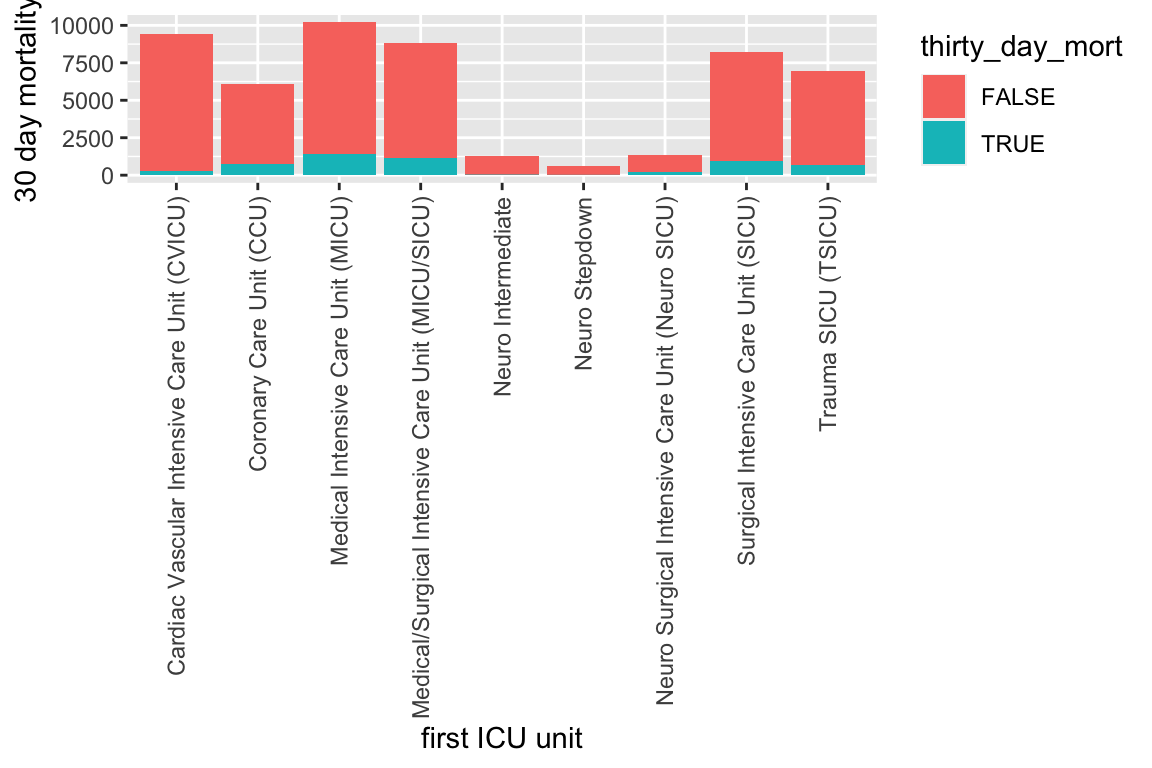 30 day mortality
10000
7500
5000
2500
0
Cardiac Vascular Intensive Care Unit (CVICU)
Coronary Care Unit (CCU)
Medical Intensive Care Unit (MICU)
Medical/Surgical Intensive Care Unit (MICU/SICU)
Neuro Intermediate
Neuro Stepdown
Neuro Surgical Intensive Care Unit (Neuro SICU)
Surgical Intensive Care Unit (SICU)
Trauma SICU (TSICU)
first ICU unit
thirty_day_mort
FALSE
TRUE